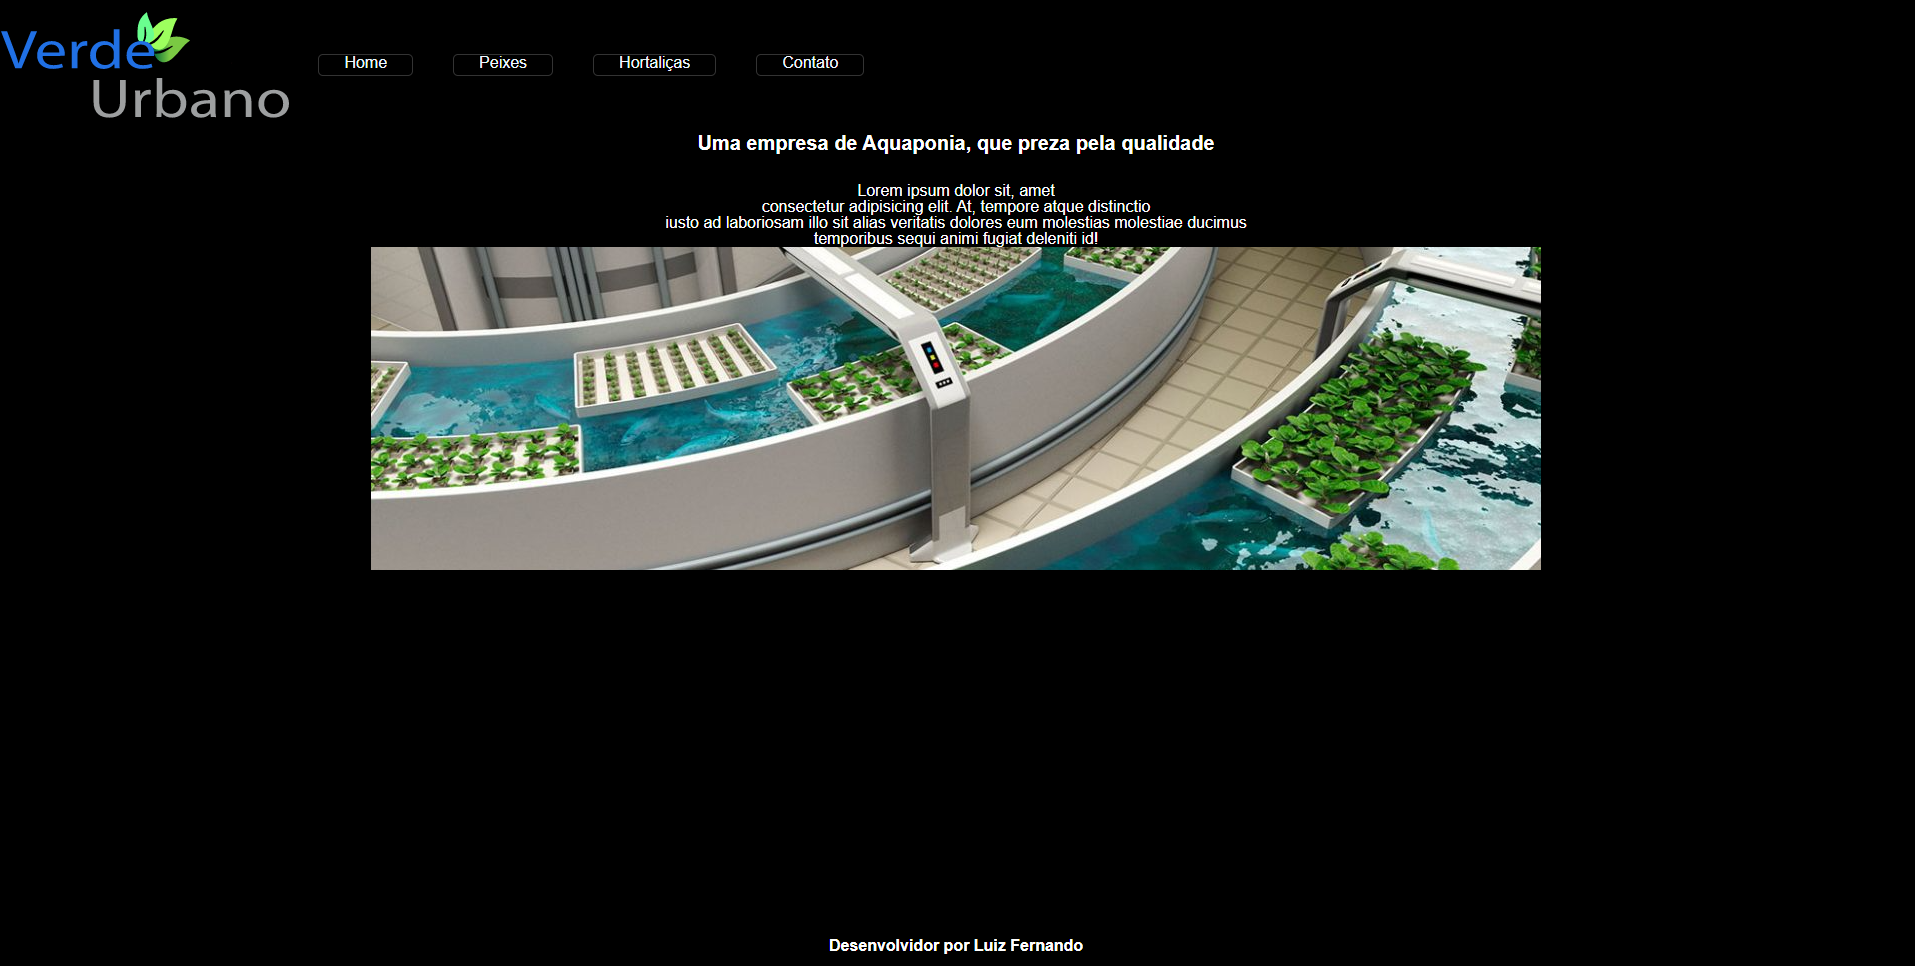 Verde
Urbano
Home Peixes Hortaliças Contato
Uma empresa de Aquaponia, que preza pela qualidade
Lorem ipsum dolor sit, amet
consectetur adipisicing elit. At, tempore atque distinctio
iusto ad laboriosam illo sit alias veritatis dolores eum molestias molestiae ducimus
temporibus sequi animi fugiat deleniti id!
Desenvolvidor por Luiz Fernando